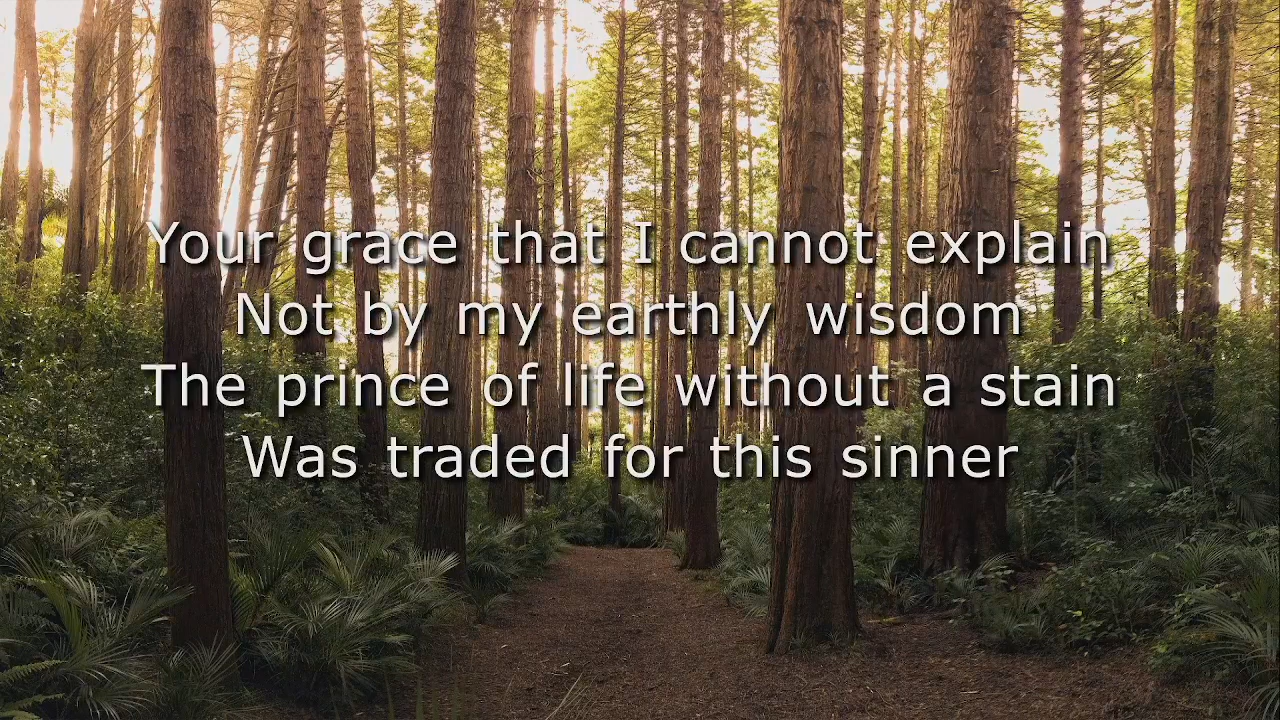 Your grace that I cannot explain
Not by my earthly wisdom
The prince of life without a stain
Was traded for this sinner